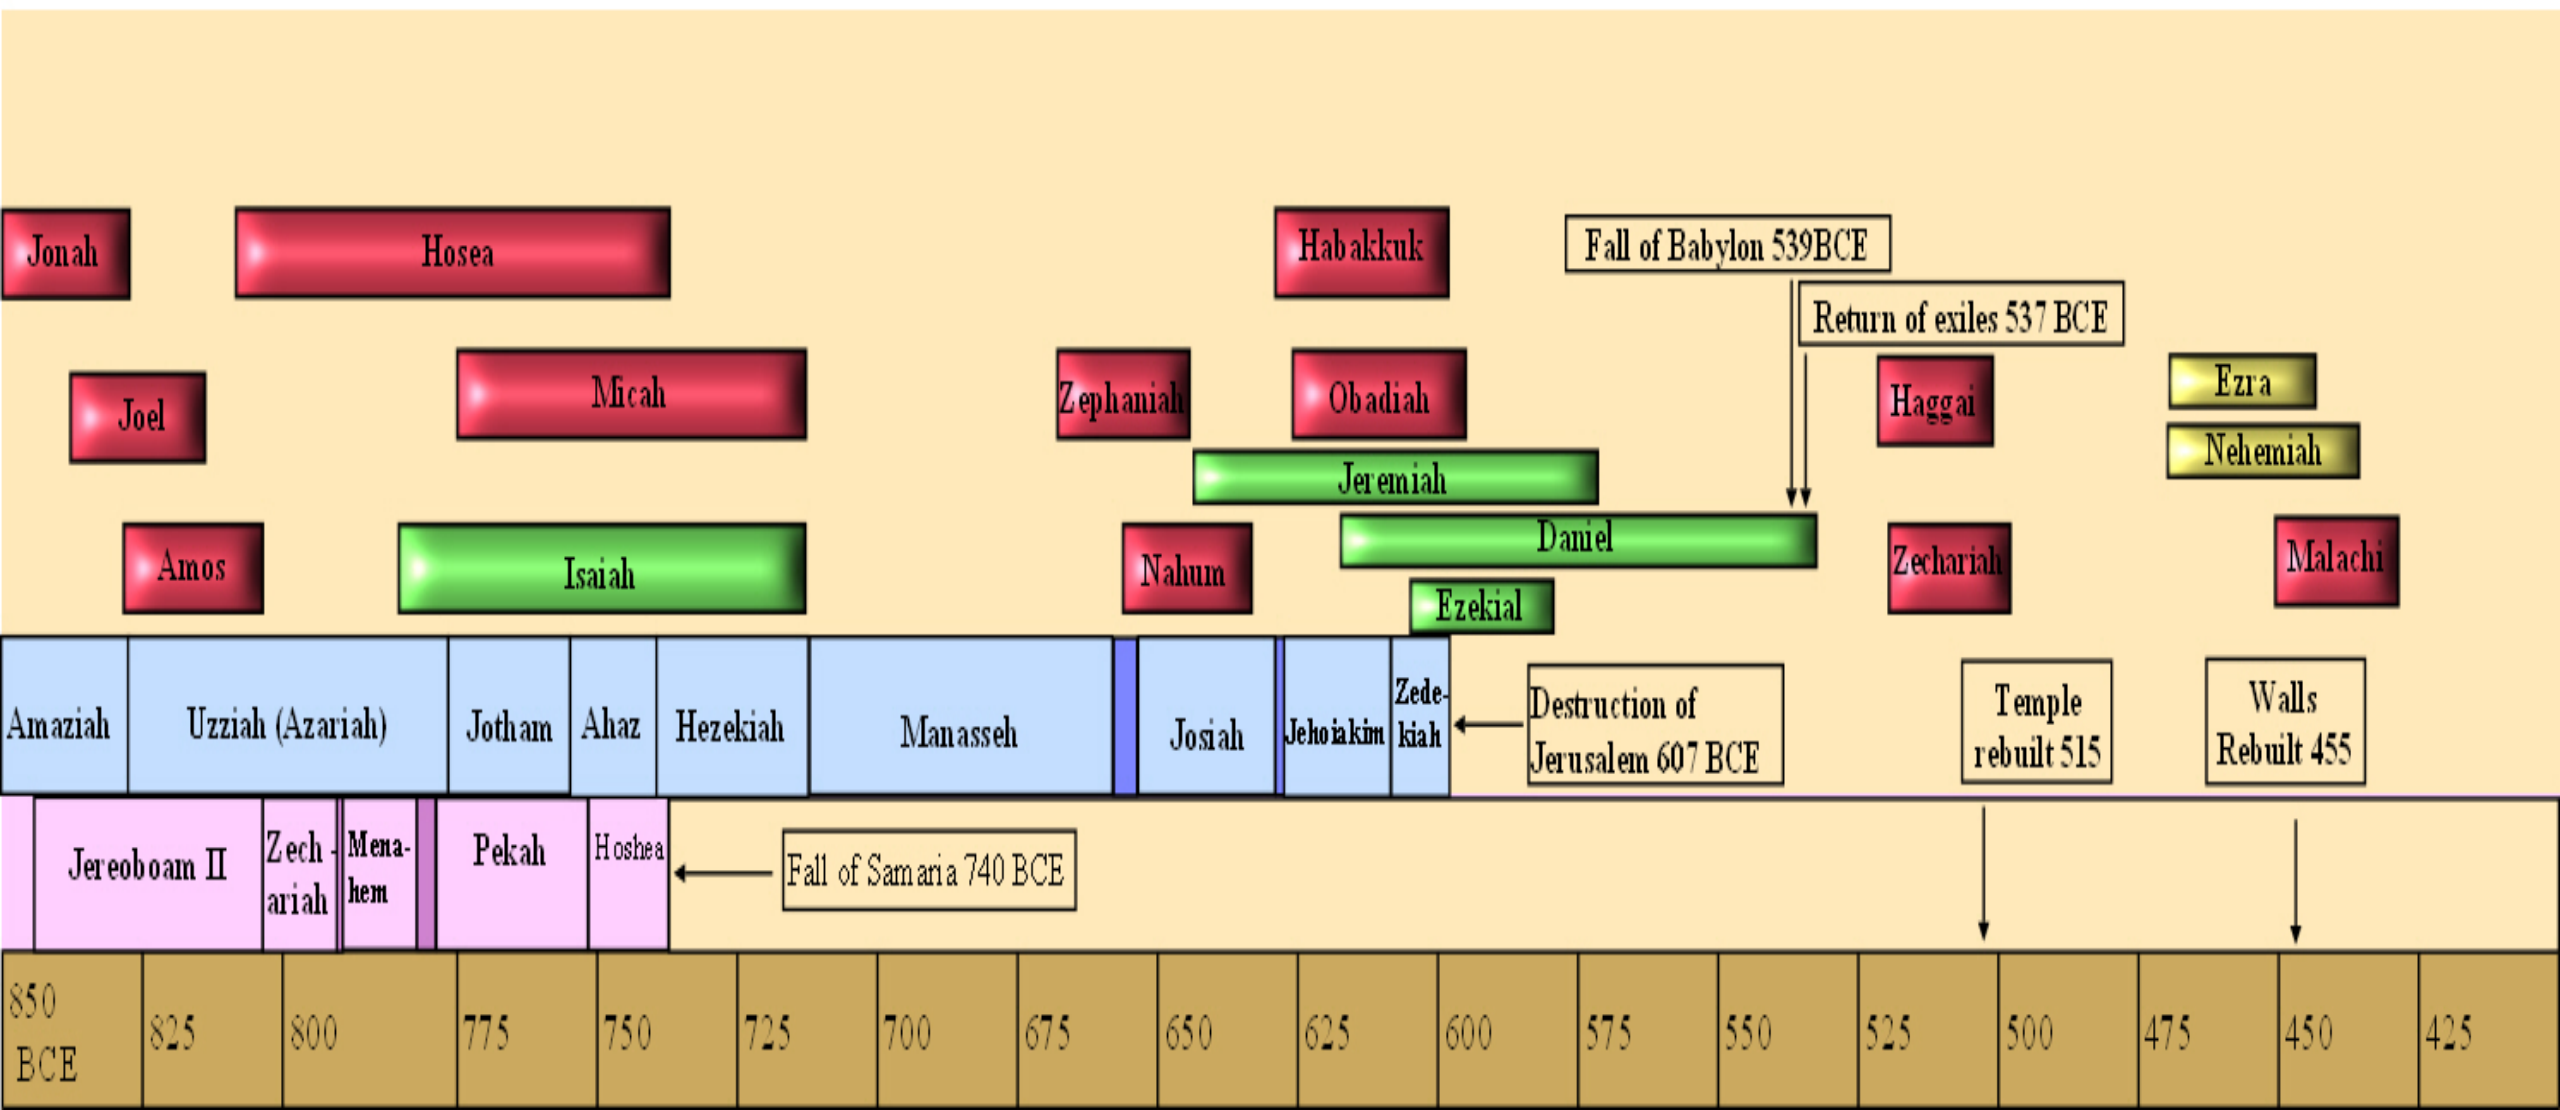 Jonah
Hosea
Habakkuk
Fall of Babylon 539BCE
Return of exiles 537 BCE
Joel
Micah
Zephaniah
Obadiah
Haggai
Ezra
Nehemiah
Jeremiah
Amos
Isaiah
Nahum
Daniel
Zechariah
Malachi
Ezekial
Amaziah
Uzziah (Azariah)
Jotham
Ahaz
Hezekiah
Manasseh
Josiah
Jehoiakim
Zede-
kiah
Destruction of
Jerusalem 607 BCE
Temple
rebuilt 515
Walls
Rebuilt 455
Jereoboam II
Zech -
ariah
Mena-
hem
Pekah
Hoshea
Fall of Samaria 740 BCE
850
BCE
825
800
775
750
725
700
675
650
625
600
575
550
525
500
475
450
425